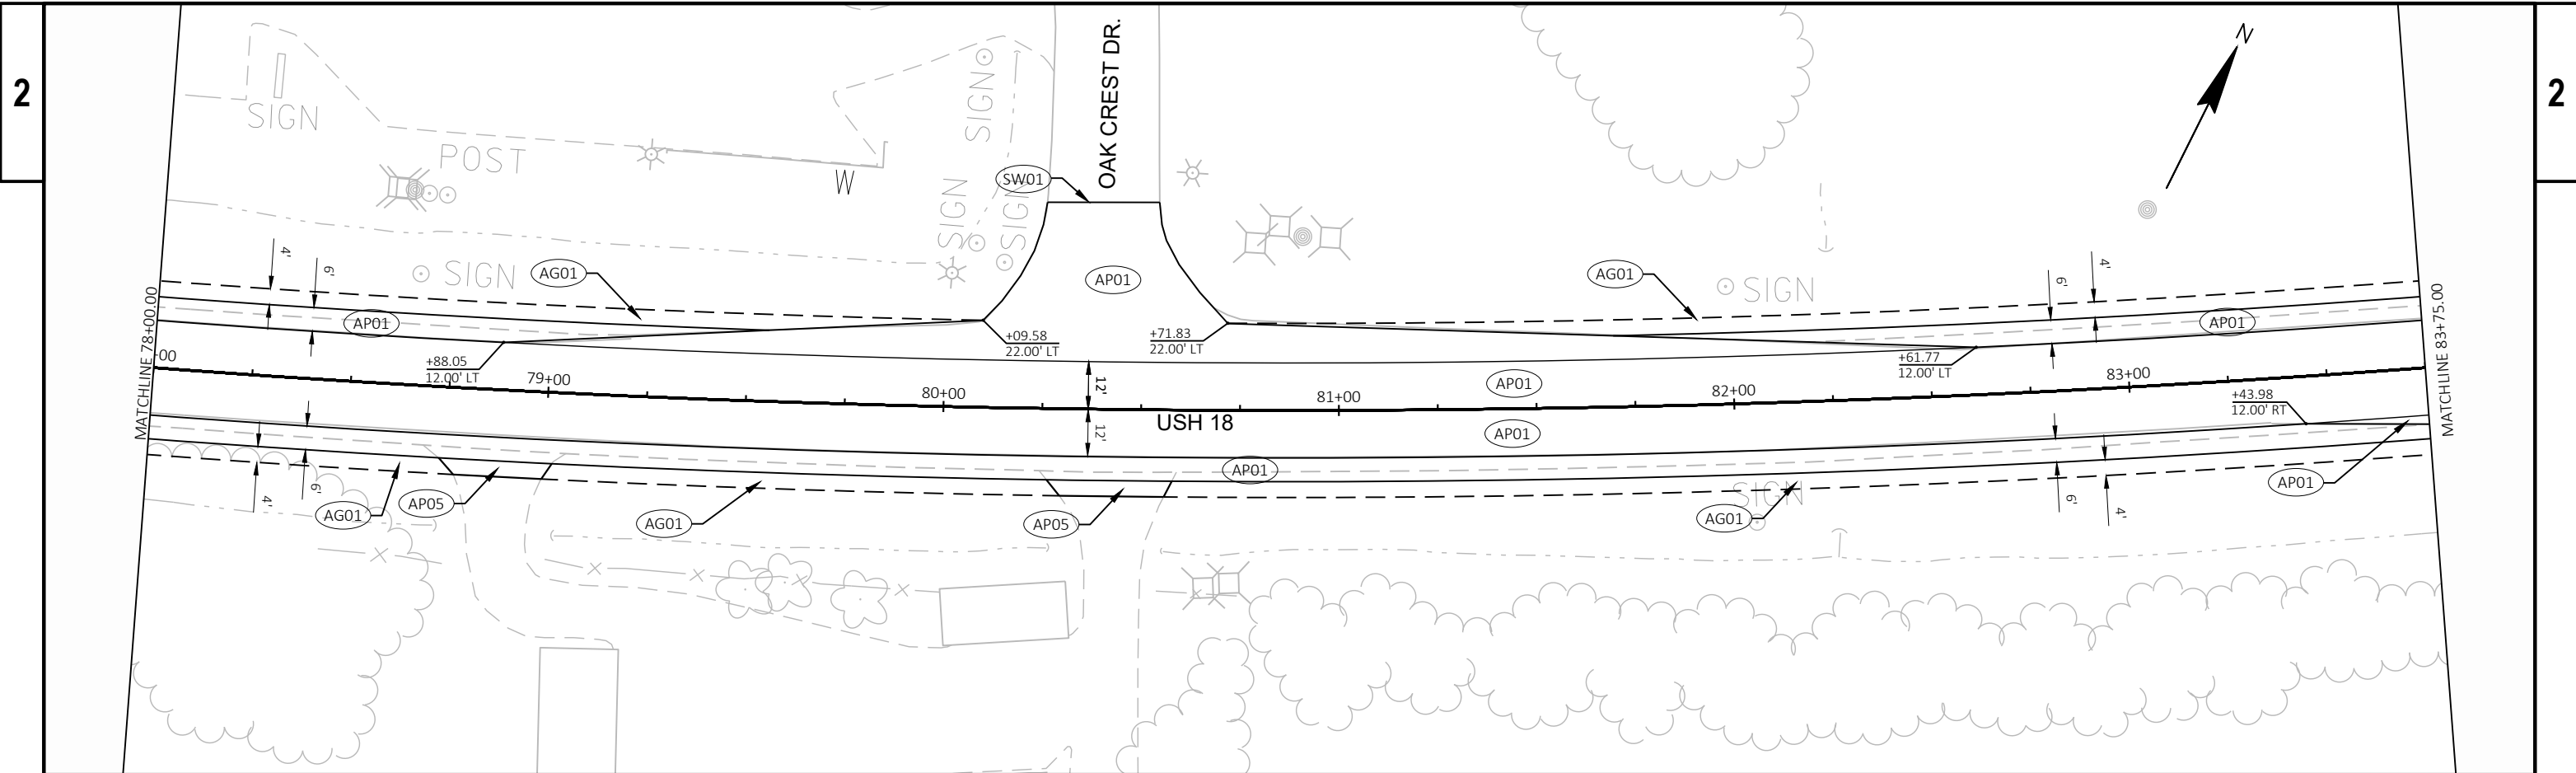 2
2
OAK CREST DR.
N
SIGN
SIGN
POST
W
SIGN
SIGN
SW01
SIGN
AG01
AP01
AG01
SIGN
4'
6'
6'
4'
AP01
AP01
+09.58
22.00' LT
+71.83
22.00' LT
+88.05
12.00' LT
+61.77
12.00' LT
MATCHLINE 78+00.00
MATCHLINE 83+75.00
+00
79+00
80+00
81+00
82+00
83+00
12'
12'
USH 18
AP01
AP01
+43.98
12.00' RT
AP01
AP01
4'
6'
AG01
AP05
AG01
AP05
AG01
SIGN
6'
4'